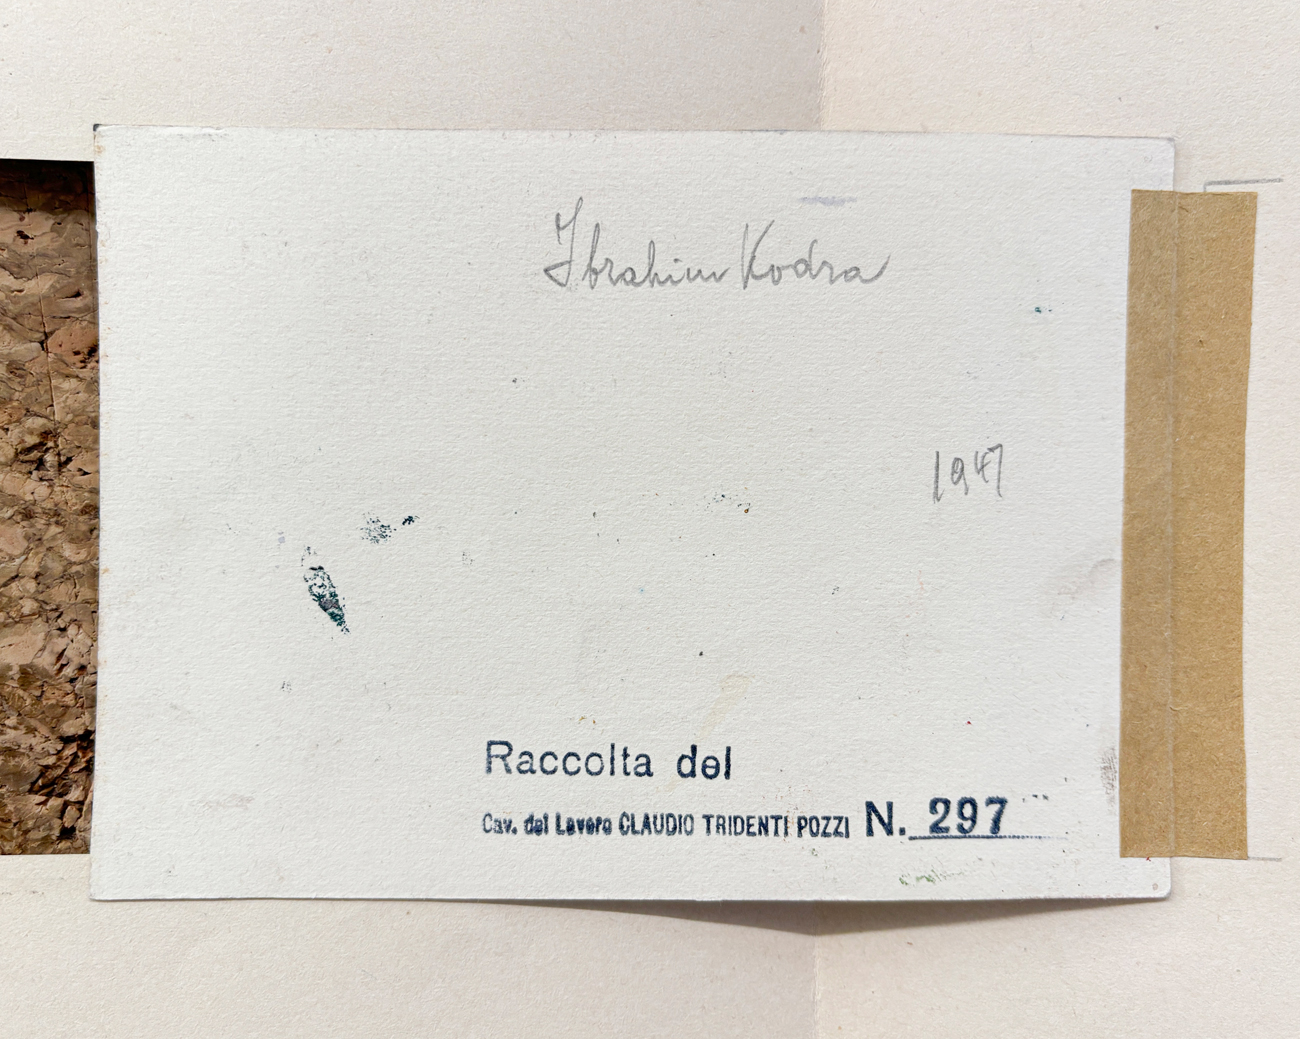 Ibrahim Kodra
1947
Raccolta del
Cav. del Lavoro CLAUDIO TRIDENTI POZZI N. 297